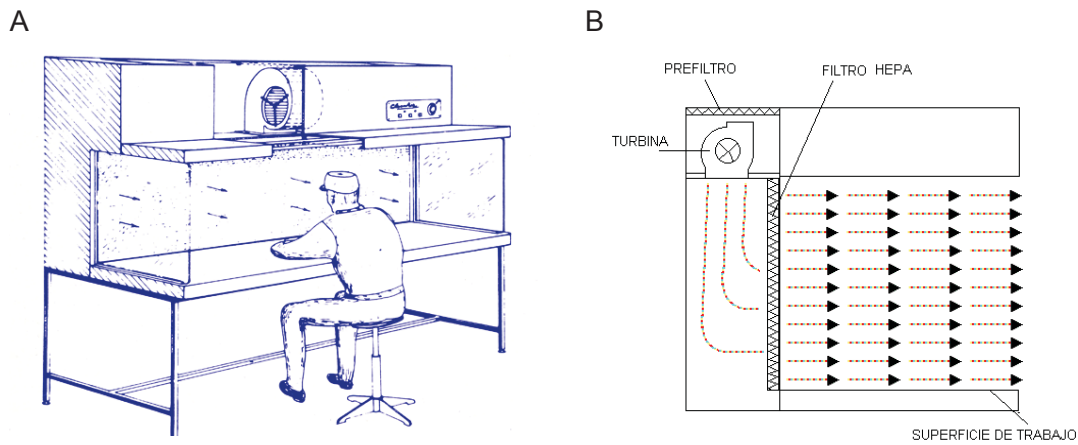 A
B
PREFILTRO
FILTRO HEPA
TURBINA
SUPERFICIE DE TRABAJO